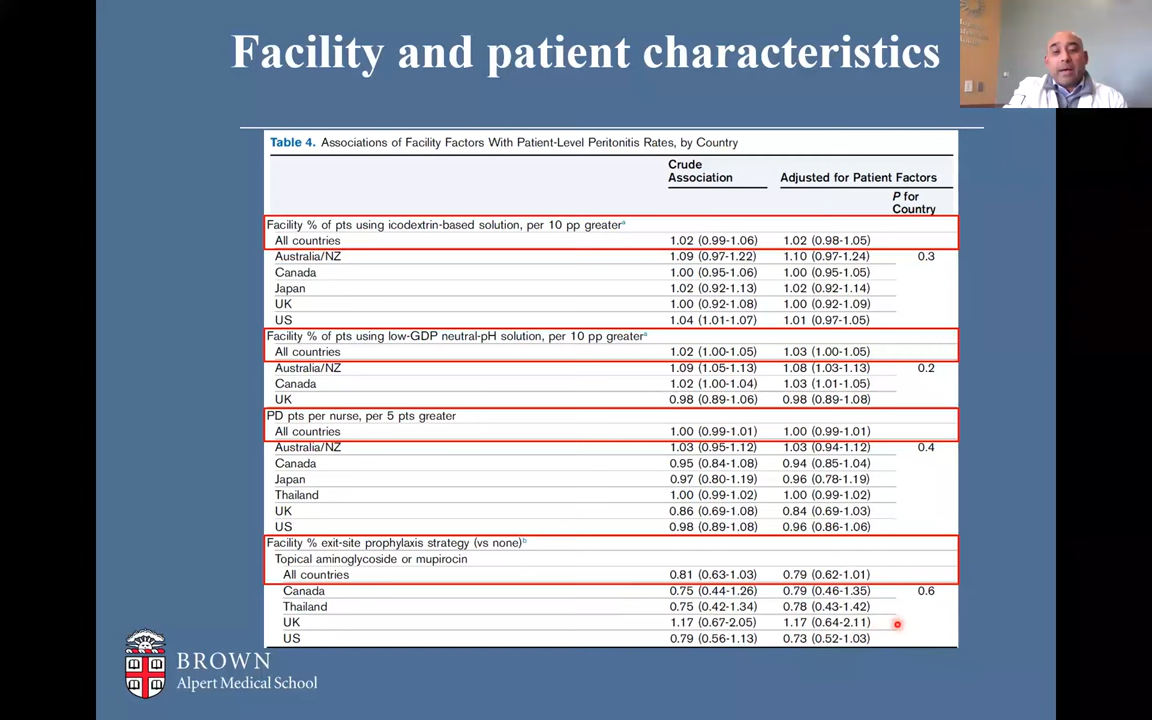 Facility and patient characteristics
Table 4. Associations of Facility Factors With Patient-Level Peritonitis Rates, by Country
Crude Association Adjusted for Patient Factors
P for Country
Facility % of pts using icodextrin-based solution, per 10 pp greaterᵃ
All countries 1.02 (0.99-1.06) 1.02 (0.98-1.05)
Australia/NZ 1.09 (0.97-1.22) 1.10 (0.97-1.24) 0.3
Canada 1.00 (0.95-1.06) 1.00 (0.95-1.05)
Japan 1.02 (0.92-1.13) 1.02 (0.92-1.14)
UK 1.00 (0.92-1.08) 1.00 (0.92-1.09)
US 1.04 (1.01-1.07) 1.01 (0.97-1.05)
Facility % of pts using low-GDP neutral-pH solution, per 10 pp greaterᵃ
All countries 1.02 (1.00-1.05) 1.03 (1.00-1.05)
Australia/NZ 1.09 (1.05-1.13) 1.08 (1.03-1.13) 0.2
Canada 1.02 (1.00-1.04) 1.03 (1.01-1.05)
UK 0.98 (0.89-1.06) 0.98 (0.89-1.08)
PD pts per nurse, per 5 pts greater
All countries 1.00 (0.99-1.01) 1.00 (0.99-1.01)
Australia/NZ 1.03 (0.95-1.12) 1.03 (0.94-1.12) 0.4
Canada 0.95 (0.84-1.08) 0.94 (0.85-1.04)
Japan 0.97 (0.80-1.19) 0.96 (0.78-1.19)
Thailand 1.00 (0.99-1.02) 1.00 (0.99-1.02)
UK 0.86 (0.69-1.08) 0.84 (0.69-1.03)
US 0.98 (0.89-1.08) 0.96 (0.86-1.06)
Facility % exit-site prophylaxis strategy (vs none)ᵇ
Topical aminoglycoside or mupirocin
All countries 0.81 (0.63-1.03) 0.79 (0.62-1.01)
Canada 0.75 (0.44-1.26) 0.79 (0.46-1.35) 0.6
Thailand 0.75 (0.42-1.34) 0.78 (0.43-1.42)
UK 1.17 (0.67-2.05) 1.17 (0.64-2.11)
US 0.79 (0.56-1.13) 0.73 (0.52-1.03)
BROWN
Alpert Medical School